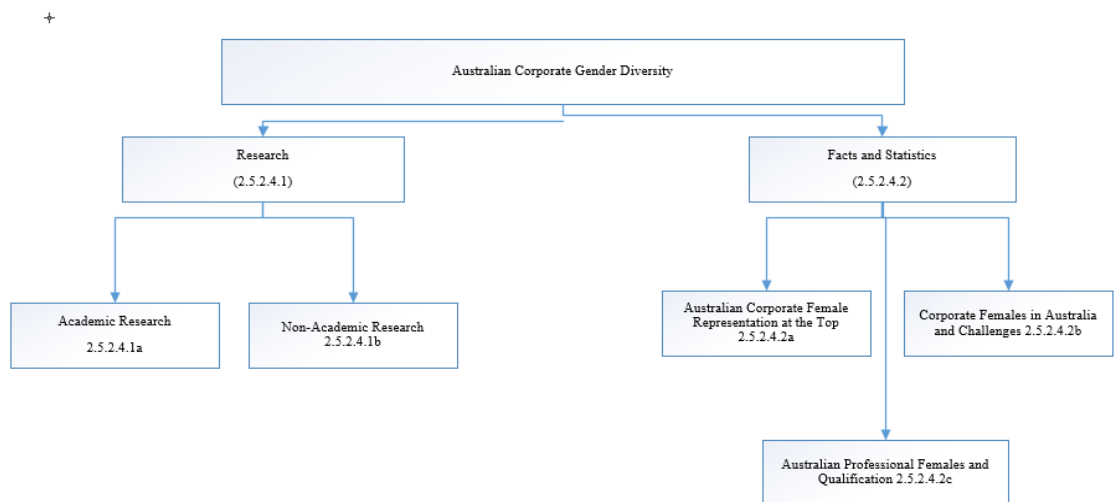 Australian Corporate Gender Diversity
Research
(2.5.2.4.1)
Facts and Statistics
(2.5.2.4.2)
Academic Research
2.5.2.4.1a
Non-Academic Research
2.5.2.4.1b
Australian Corporate Female
Representation at the Top
2.5.2.4.2a
Corporate Females in Australia
and Challenges 2.5.2.4.2b
Australian Professional Females and
Qualification 2.5.2.4.2c